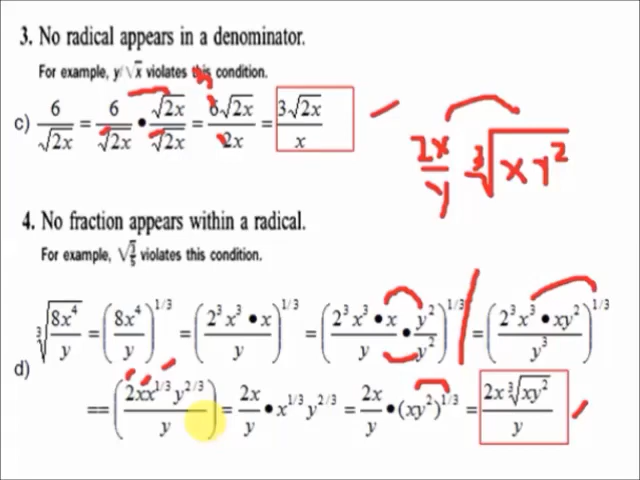 3. No radical appears in a denominator.
For example, y/√x violates this condition.
c) 6/√(2x) = 6/√(2x) • √(2x)/√(2x) = 6√(2x)/2x = 3√(2x)/x
2x/y ∛(xy²)
4. No fraction appears within a radical.
For example, √(2/5) violates this condition.
d) ∛(8x⁴/y) = (8x⁴/y)^(1/3) = (2³x³ • x/y)^(1/3) = (2³x³ • x/y • y²/y²)^(1/3) = (2³x³ • xy²/y³)^(1/3)
== (2xx^(1/3)y^(2/3)/y) = 2x/y • x^(1/3)y^(2/3) = 2x/y • (xy²)^(1/3) = 2x∛(xy²)/y